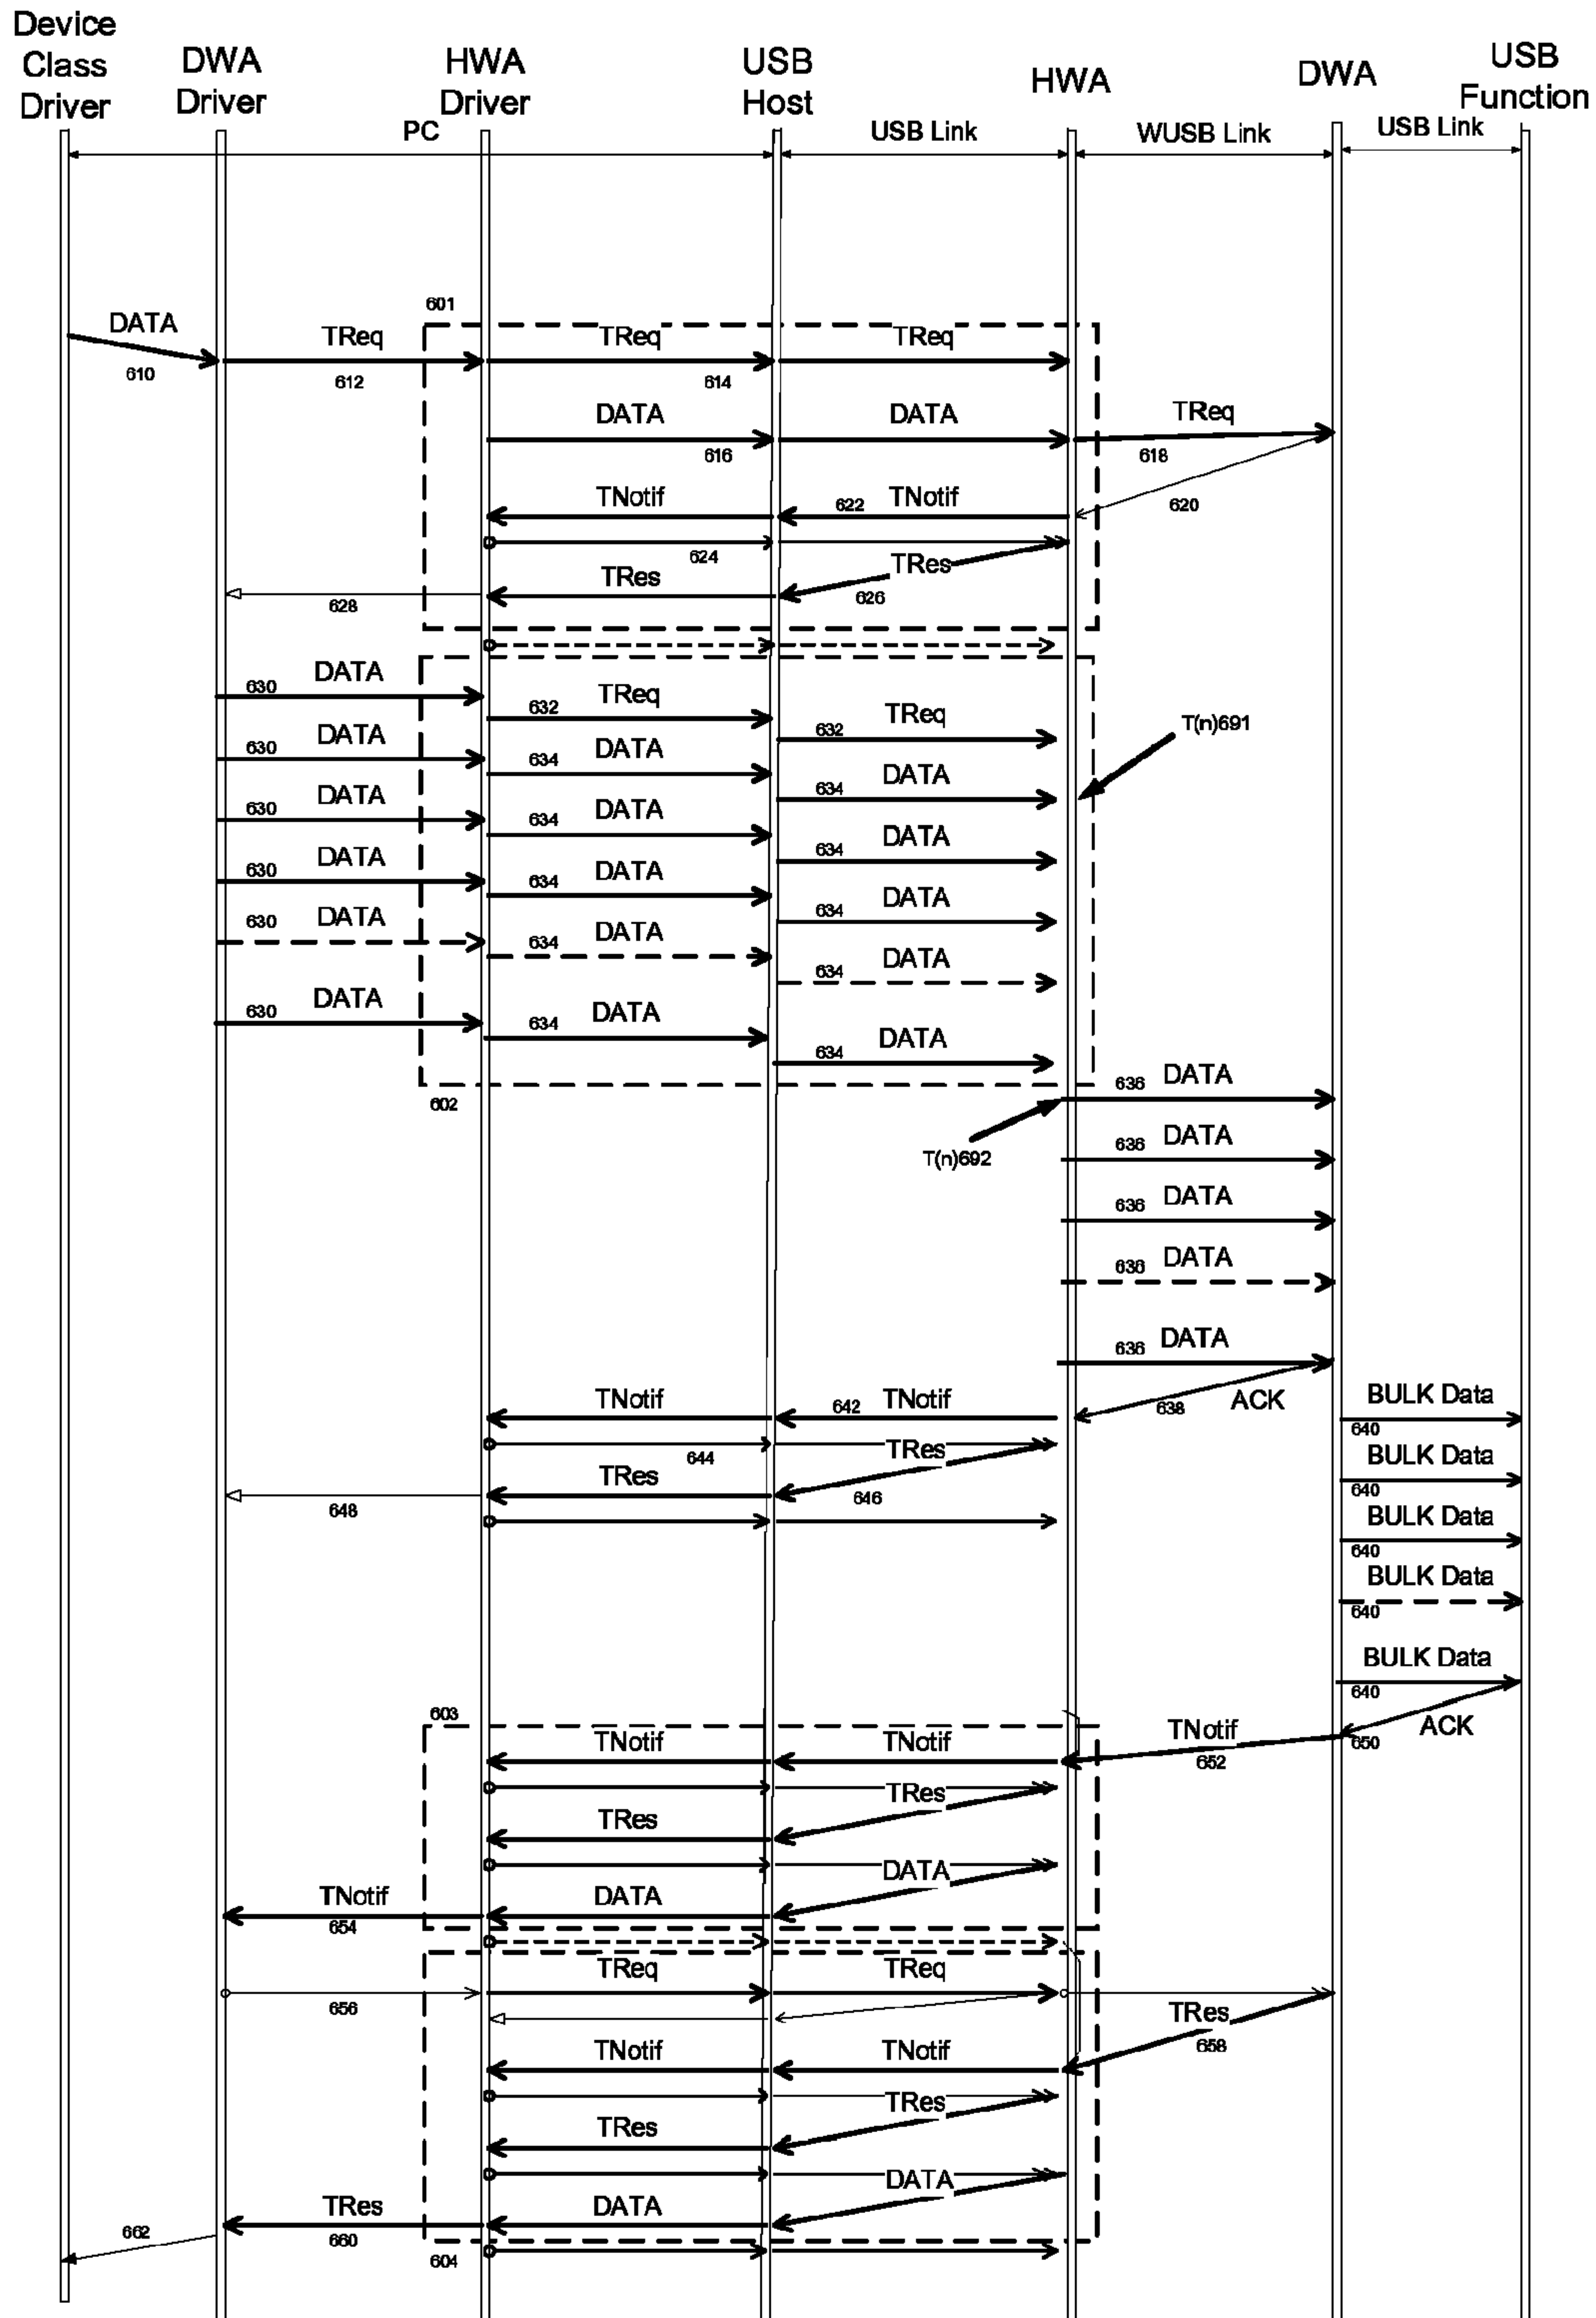 Device
Class
Driver
DWA
Driver
HWA
Driver
USB
Host
HWA
DWA
USB
Function
PC
USB Link
WUSB Link
USB Link
601
DATA
TReq
TReq
TReq
610
612
614
DATA
DATA
TReq
616
618
TNotif
622
TNotif
620
624
TRes
TRes
626
628
DATA
630
TReq
632
TReq
632
T(n)691
DATA
630
DATA
634
DATA
634
DATA
630
DATA
634
DATA
634
DATA
630
DATA
634
DATA
634
DATA
630
DATA
634
DATA
634
DATA
630
DATA
634
DATA
634
602
636
DATA
T(n)692
636
DATA
636
DATA
636
DATA
636
DATA
TNotif
642
TNotif
638
ACK
BULK Data
640
644
TRes
TRes
646
648
BULK Data
640
BULK Data
640
BULK Data
640
BULK Data
640
603
TNotif
TNotif
TNotif
652
650
ACK
TRes
TRes
DATA
TNotif
DATA
654
TReq
TReq
656
TRes
658
TNotif
TNotif
TRes
TRes
DATA
TRes
DATA
662
660
604